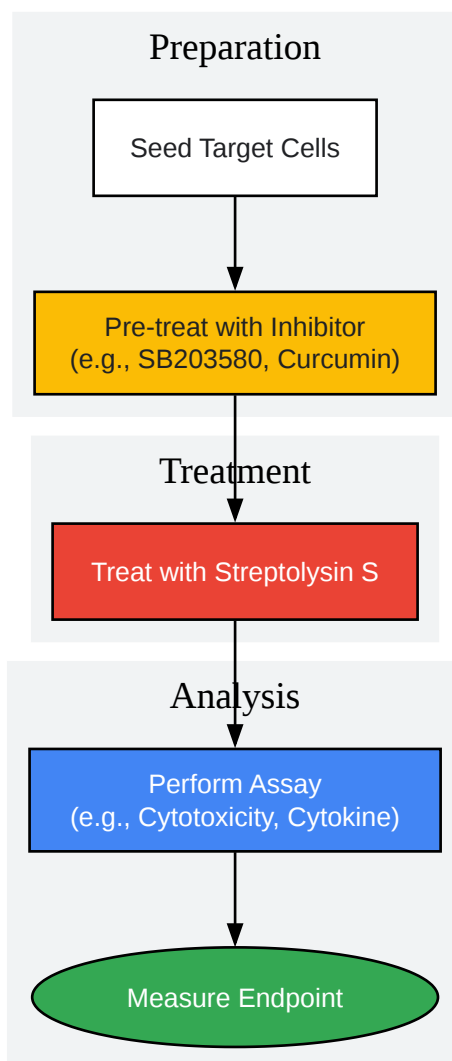 Preparation
Seed Target Cells
Pre-treat with Inhibitor
(e.g., SB203580, Curcumin)
Treatment
Treat with Streptolysin S
Analysis
Perform Assay
(e.g., Cytotoxicity, Cytokine)
Measure Endpoint